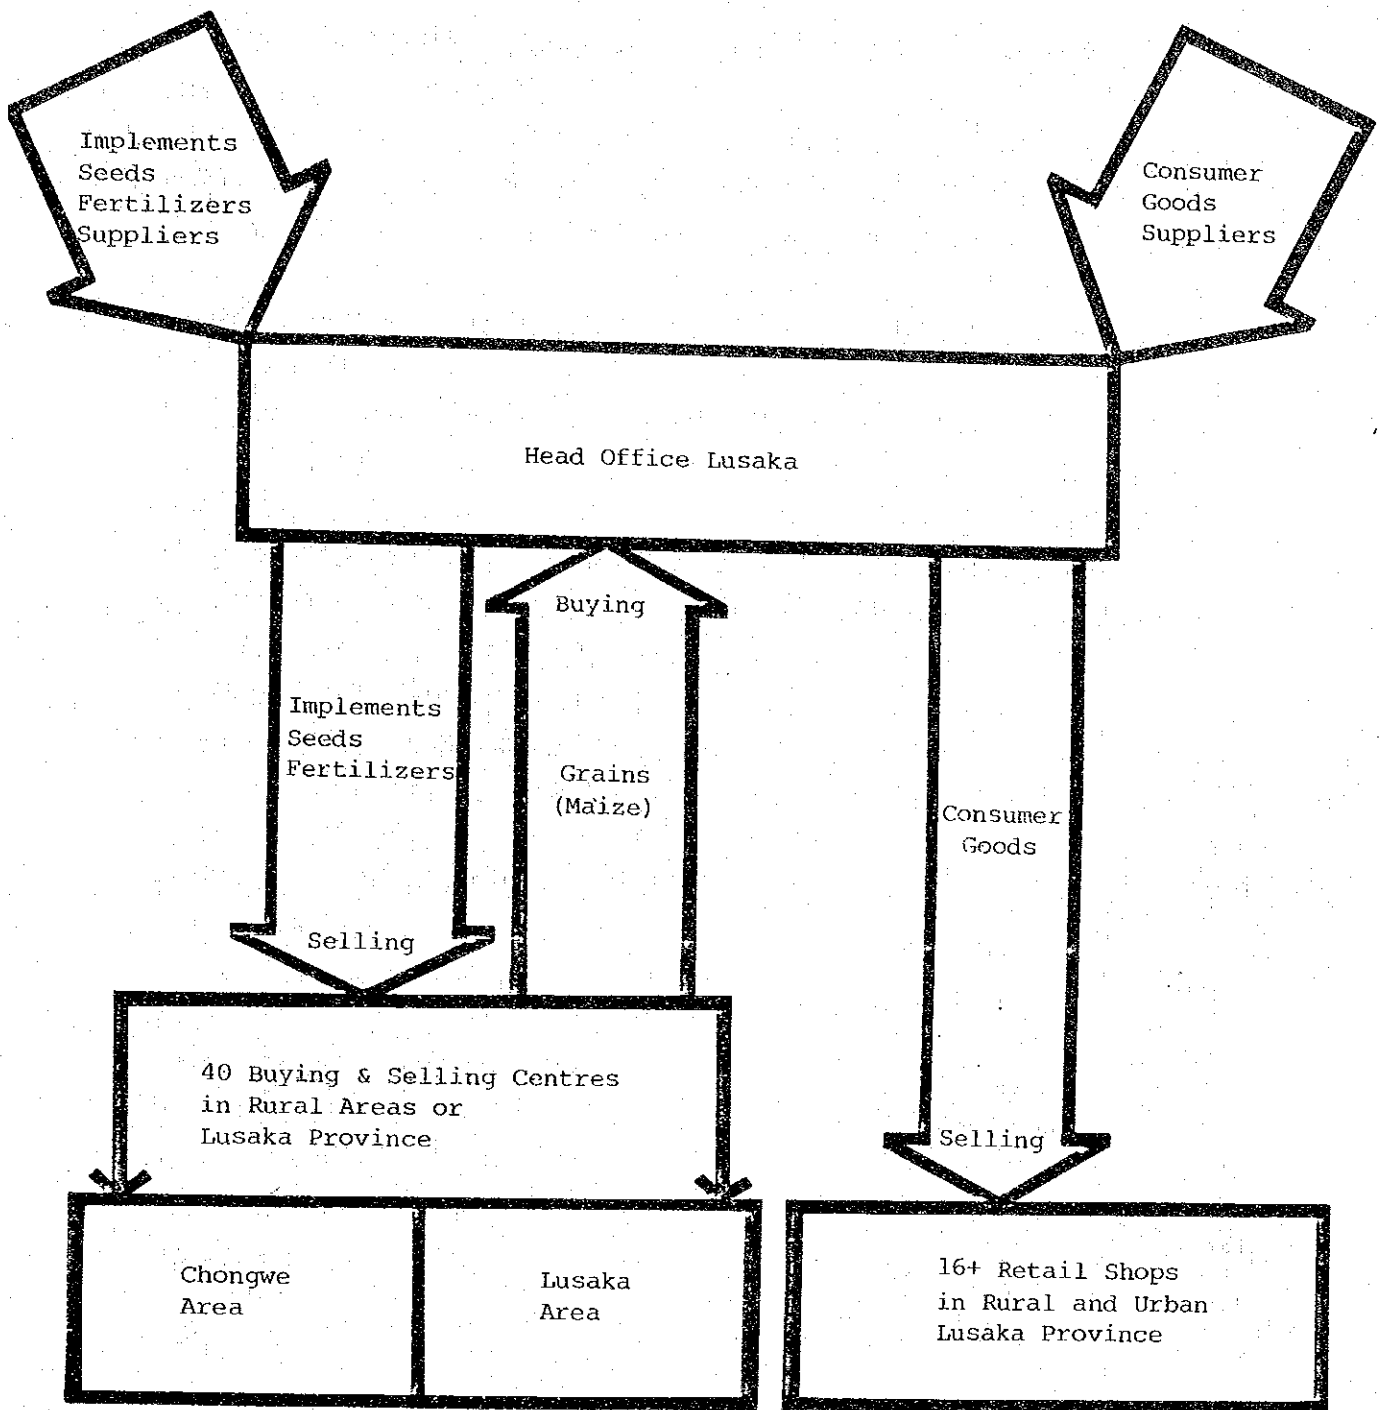 Implements
Seeds
Fertilizers
Suppliers
Consumer
Goods
Suppliers
Head Office Lusaka
Buying
Implements
Seeds
Fertilizers
Grains
(Maize)
Consumer
Goods
Selling
40 Buying & Selling Centres
in Rural Areas or
Lusaka Province
Selling
Chongwe
Area
Lusaka
Area
16+ Retail Shops
in Rural and Urban
Lusaka Province